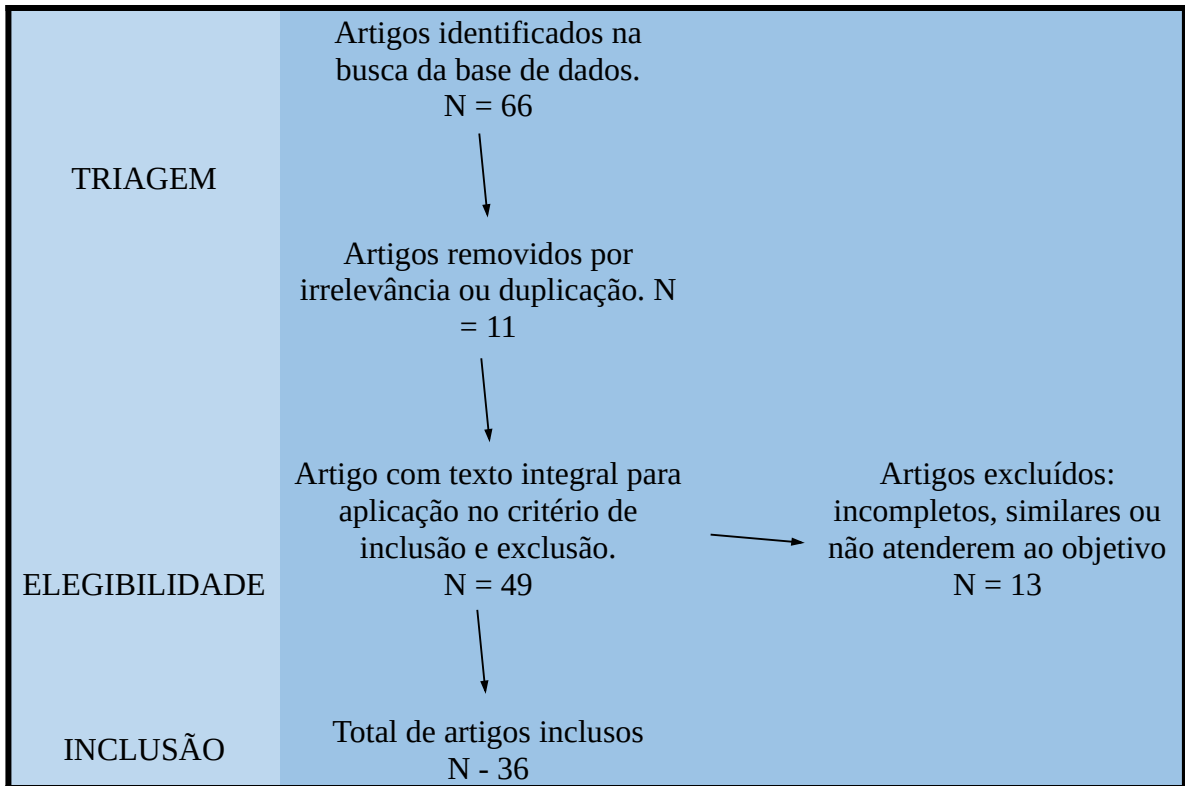 Artigos identificados na
busca da base de dados.
N = 66
TRIAGEM
Artigos removidos por
irrelevância ou duplicação. N
= 11
Artigo com texto integral para
aplicação no critério de
inclusão e exclusão.
N = 49
Artigos excluídos:
incompletos, similares ou
não atenderem ao objetivo
N = 13
ELEGIBILIDADE
Total de artigos inclusos
N - 36
INCLUSÃO